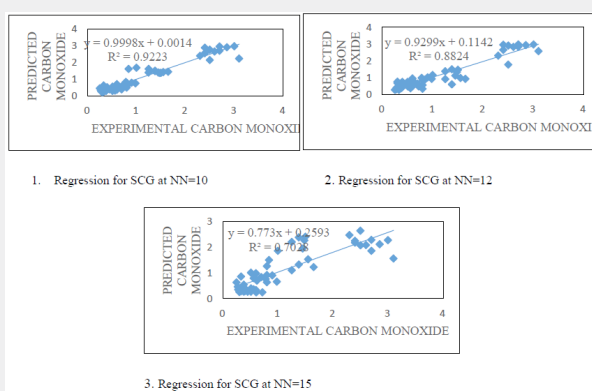 PREDICTED
CARBON
MONOXIDE
4
3
2
1
0
y = 0.9998x + 0.0014
R² = 0.9223
0 1 2 3 4
EXPERIMENTAL CARBON MONOXI
PREDICTED
CARBON
MONOXIDE
4
3
2
1
0
y = 0.9299x + 0.1142
R² = 0.8824
0 1 2 3 4
EXPERIMENTAL CARBON MONOXI
1. Regression for SCG at NN=10
2. Regression for SCG at NN=12
PREDICTED
CARBON
MONOXIDE
3
2
1
0
y = 0.773x + 0.2593
R² = 0.7028
0 1 2 3 4
EXPERIMENTAL CARBON MONOXIDE
3. Regression for SCG at NN=15